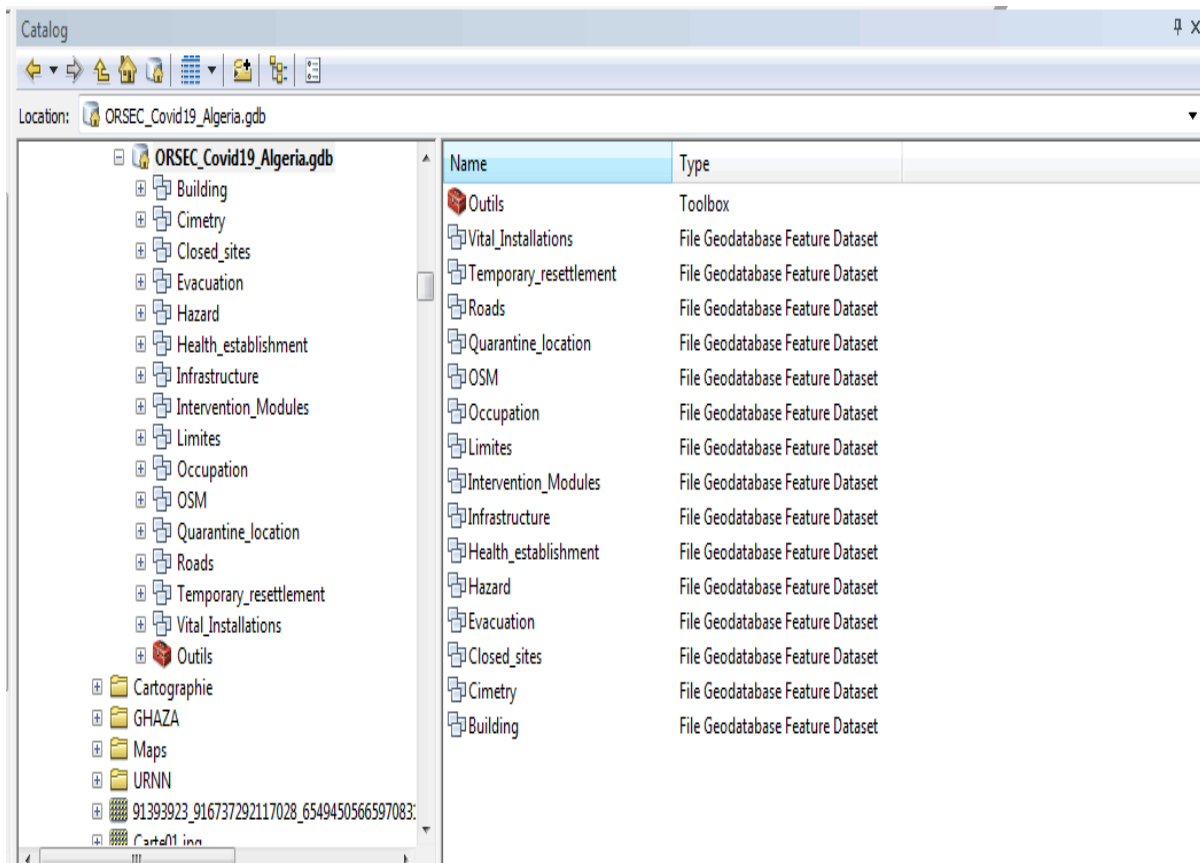 Catalog
Location: ORSEC_Covid19_Algeria.gdb
ORSEC_Covid19_Algeria.gdb
Building
Cimetry
Closed_sites
Evacuation
Hazard
Health_establishment
Infrastructure
Intervention_Modules
Limites
Occupation
OSM
Quarantine_location
Roads
Temporary_resettlement
Vital_Installations
Outils
Cartographie
GHAZA
Maps
URNN
Name Type
Outils Toolbox
Vital_Installations File Geodatabase Feature Dataset
Temporary_resettlement File Geodatabase Feature Dataset
Roads File Geodatabase Feature Dataset
Quarantine_location File Geodatabase Feature Dataset
OSM File Geodatabase Feature Dataset
Occupation File Geodatabase Feature Dataset
Limites File Geodatabase Feature Dataset
Intervention_Modules File Geodatabase Feature Dataset
Infrastructure File Geodatabase Feature Dataset
Health_establishment File Geodatabase Feature Dataset
Hazard File Geodatabase Feature Dataset
Evacuation File Geodatabase Feature Dataset
Closed_sites File Geodatabase Feature Dataset
Cimetry File Geodatabase Feature Dataset
Building File Geodatabase Feature Dataset